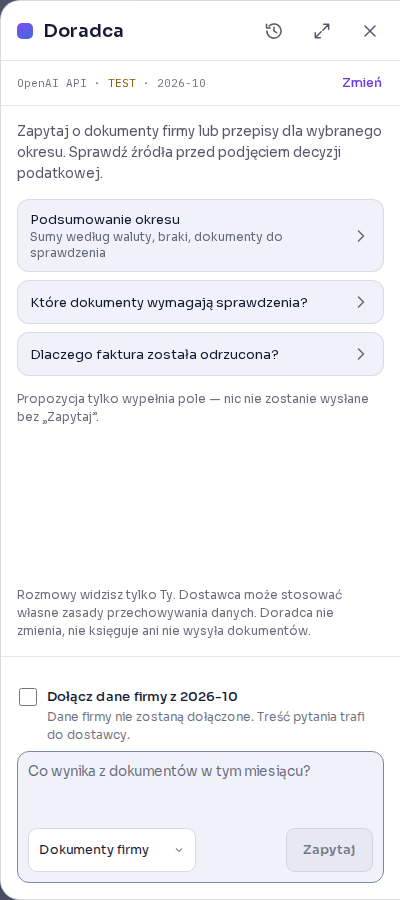 Doradca
OpenAI API · TEST · 2026-10
Zmień
Zapytaj o dokumenty firmy lub przepisy dla wybranego
okresu. Sprawdź źródła przed podjęciem decyzji
podatkowej.
Podsumowanie okresu
Sumy według waluty, braki, dokumenty do
sprawdzenia
Które dokumenty wymagają sprawdzenia?
Dlaczego faktura została odrzucona?
Propozycja tylko wypełnia pole — nic nie zostanie wysłane
bez „Zapytaj”.
Rozmowy widzisz tylko Ty. Dostawca może stosować
własne zasady przechowywania danych. Doradca nie
zmienia, nie księguje ani nie wysyła dokumentów.
Dołącz dane firmy z 2026-10
Dane firmy nie zostaną dołączone. Treść pytania trafi
do dostawcy.
Co wynika z dokumentów w tym miesiącu?
Dokumenty firmy
Zapytaj